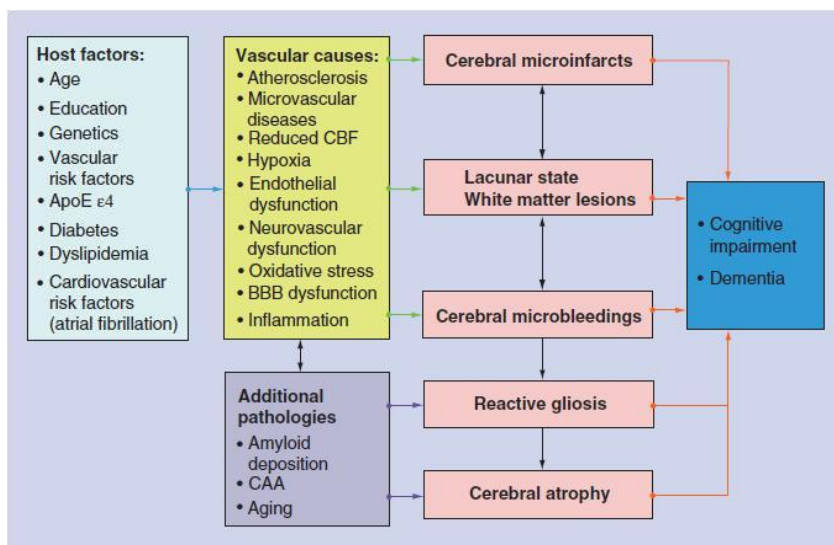 Host factors:
• Age
• Education
• Genetics
• Vascular
risk factors
• ApoE ε4
• Diabetes
• Dyslipidemia
• Cardiovascular
risk factors
(atrial fibrillation)
Vascular causes:
• Atherosclerosis
• Microvascular
diseases
• Reduced CBF
• Hypoxia
• Endothelial
dysfunction
• Neurovascular
dysfunction
• Oxidative stress
• BBB dysfunction
• Inflammation
Additional
pathologies
• Amyloid
deposition
• CAA
• Aging
Cerebral microinfarcts
Lacunar state
White matter lesions
Cerebral microbleedings
Reactive gliosis
Cerebral atrophy
• Cognitive
impairment
• Dementia